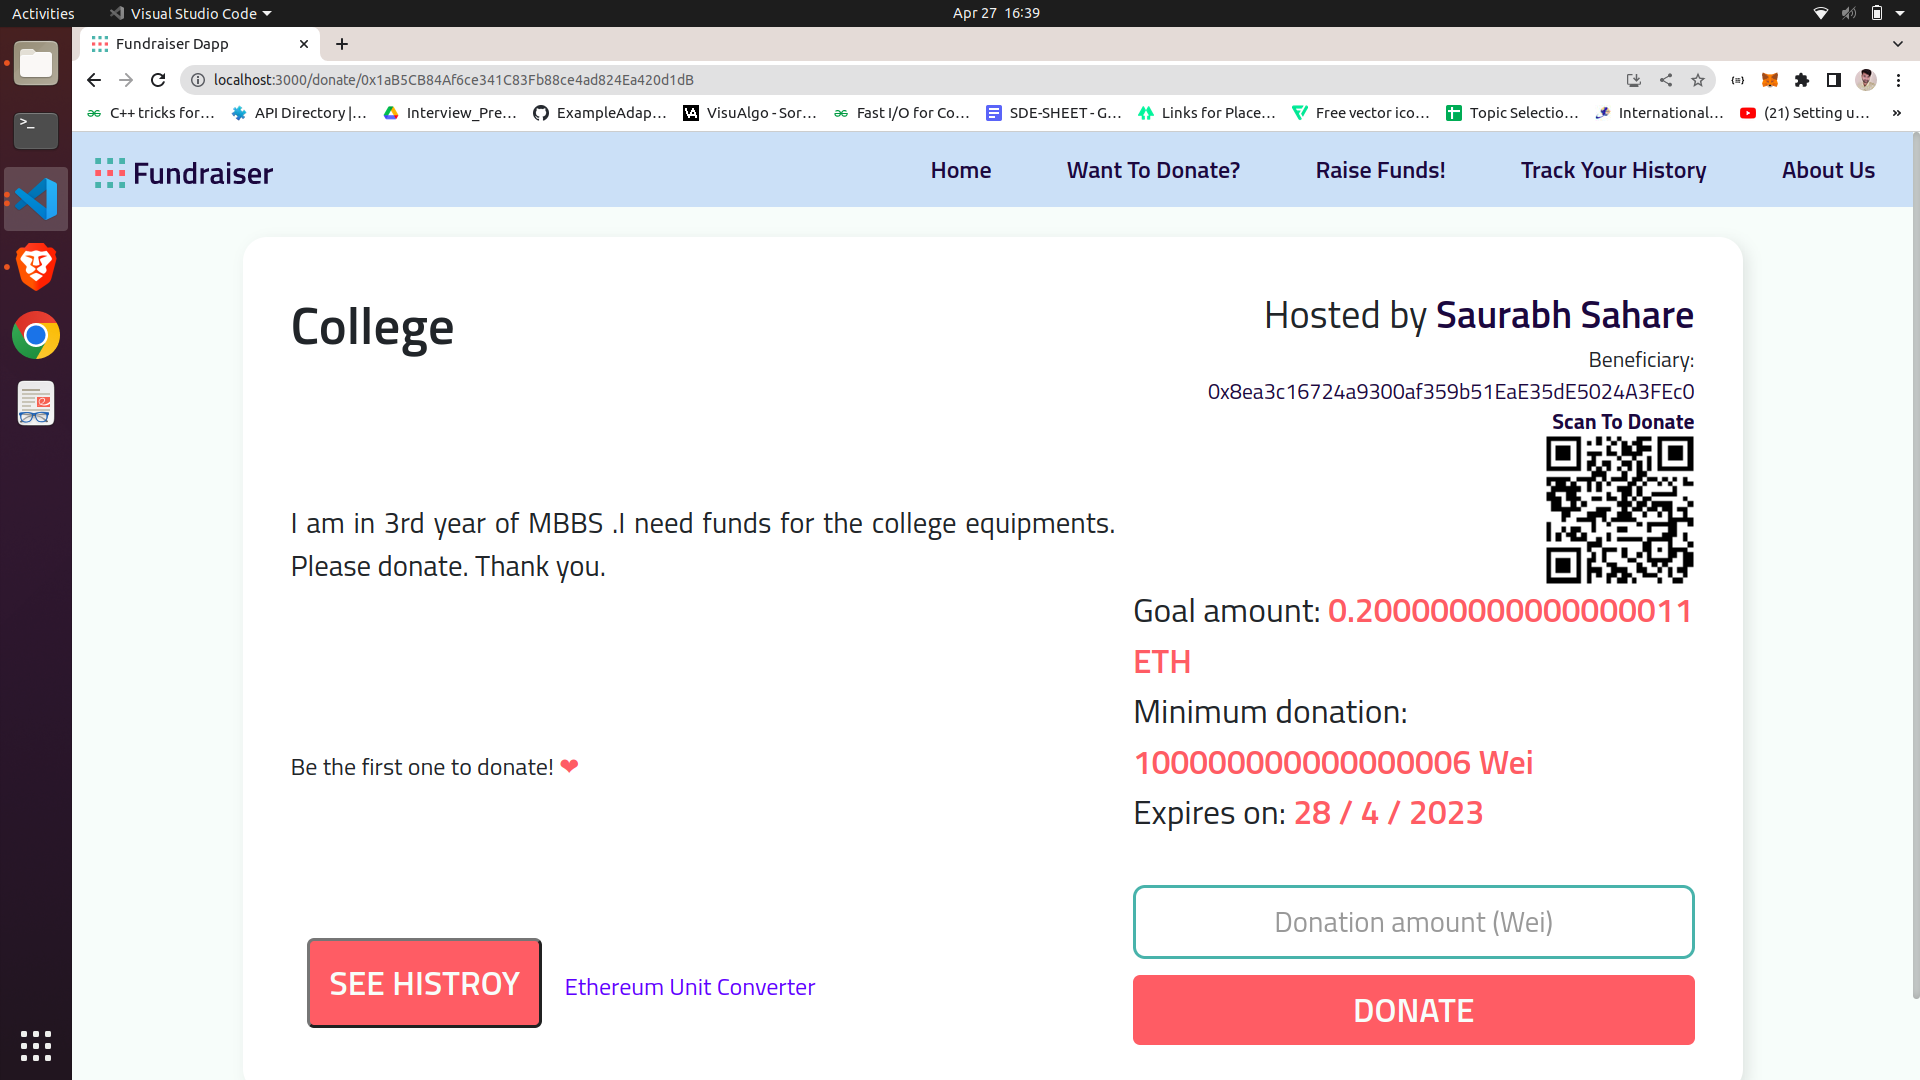 Activities
Visual Studio Code
Apr 27 16:39
Fundraiser Dapp
localhost:3000/donate/0x1aB5CB84Af6ce341C83Fb88ce4ad824Ea420d1dB
C++ tricks for…
API Directory |…
Interview_Pre…
ExampleAdap…
VisuAlgo - Sor…
Fast I/O for Co…
SDE-SHEET - G…
Links for Place…
Free vector ico…
Topic Selectio…
International…
(21) Setting u…
»
Fundraiser
Home
Want To Donate?
Raise Funds!
Track Your History
About Us
College
I am in 3rd year of MBBS .I need funds for the college equipments.
Please donate. Thank you.
Be the first one to donate! ❤
SEE HISTROY
Ethereum Unit Converter
Hosted by Saurabh Sahare
Beneficiary:
0x8ea3c16724a9300af359b51EaE35dE5024A3FEc0
Scan To Donate
Goal amount: 0.200000000000000011
ETH
Minimum donation:
100000000000000006 Wei
Expires on: 28 / 4 / 2023
Donation amount (Wei)
DONATE